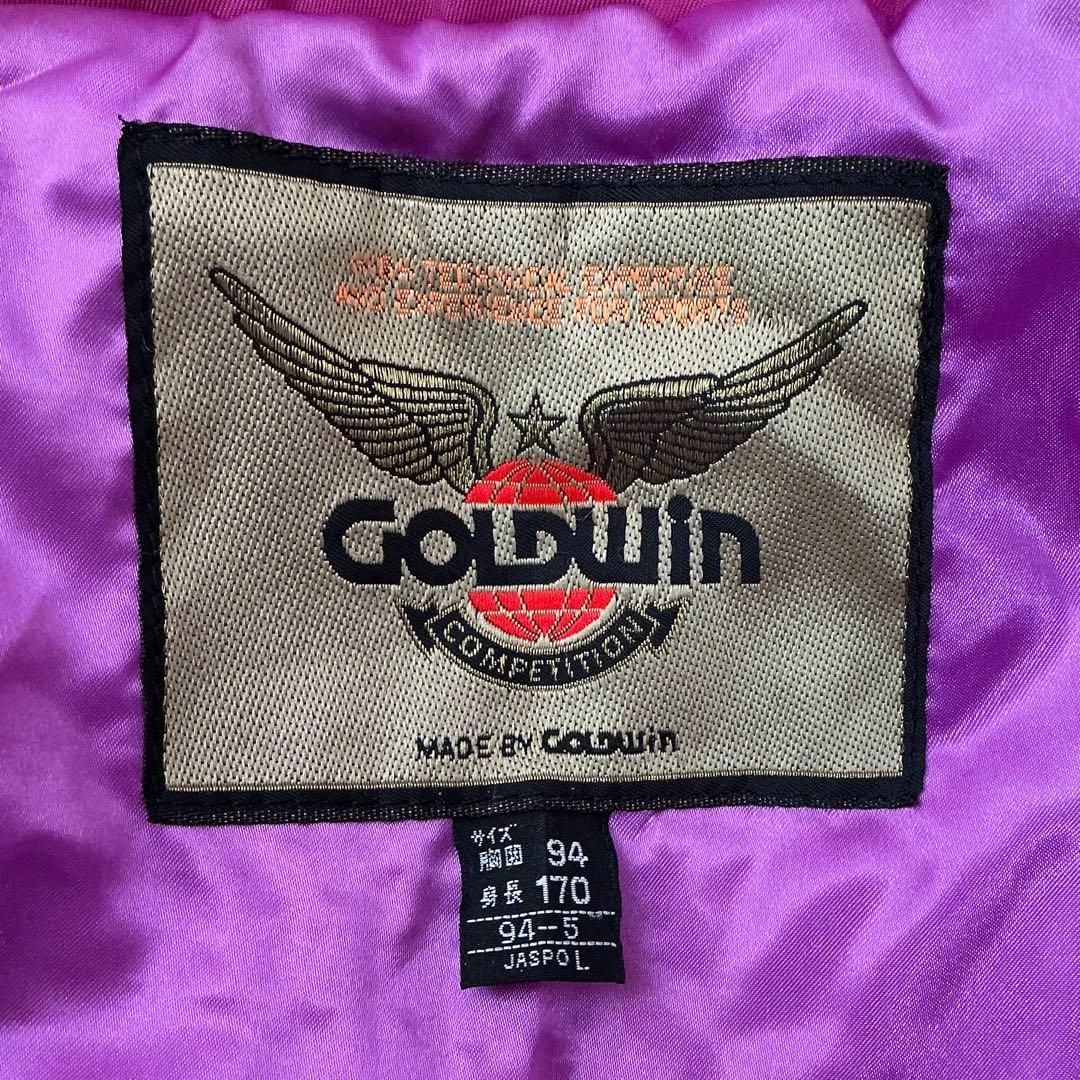 HIGH TECHNICAL EXPERTISE
AND EXPERIENCE FOR SPORTS
GOLDWin
COMPETITION
MADE BY GOLDWin
サイズ
胸囲 94
身長 170
94-5
JASPO L